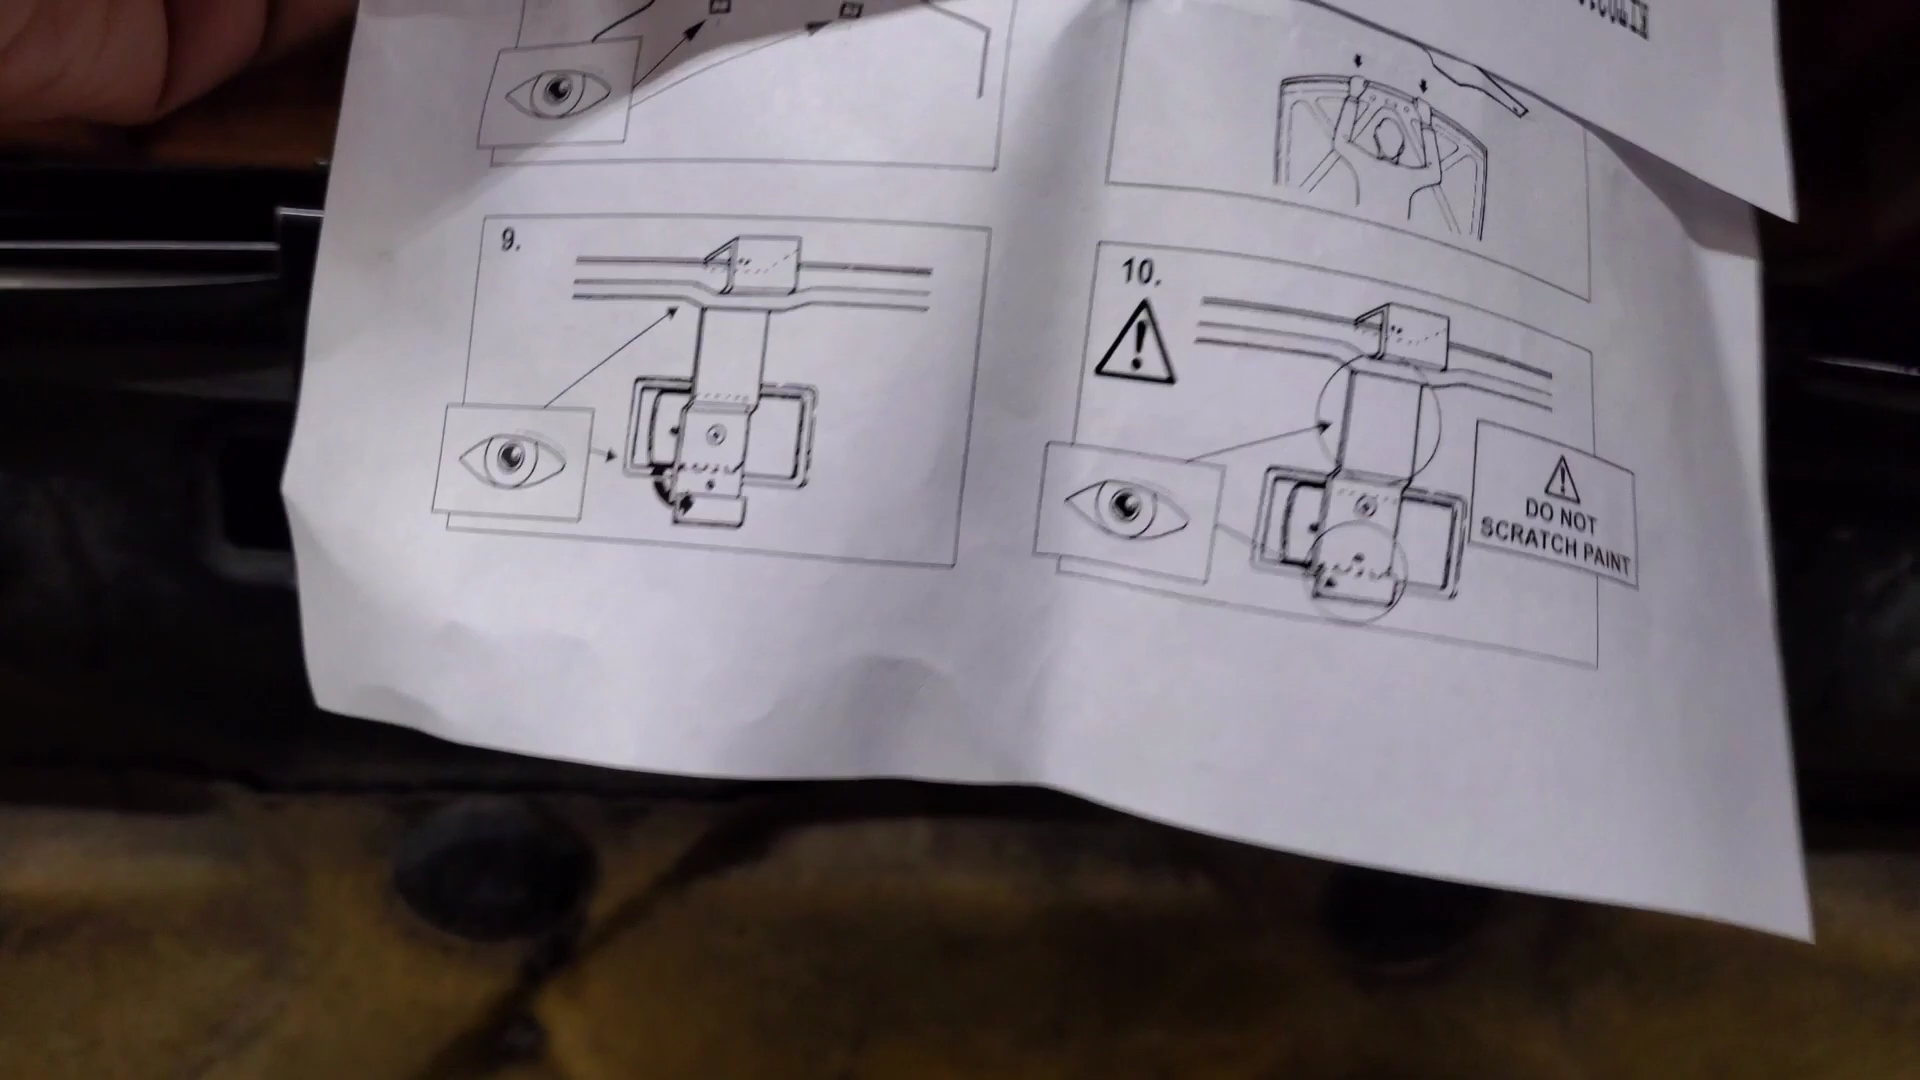 9.
10.
DO NOT
SCRATCH PAINT